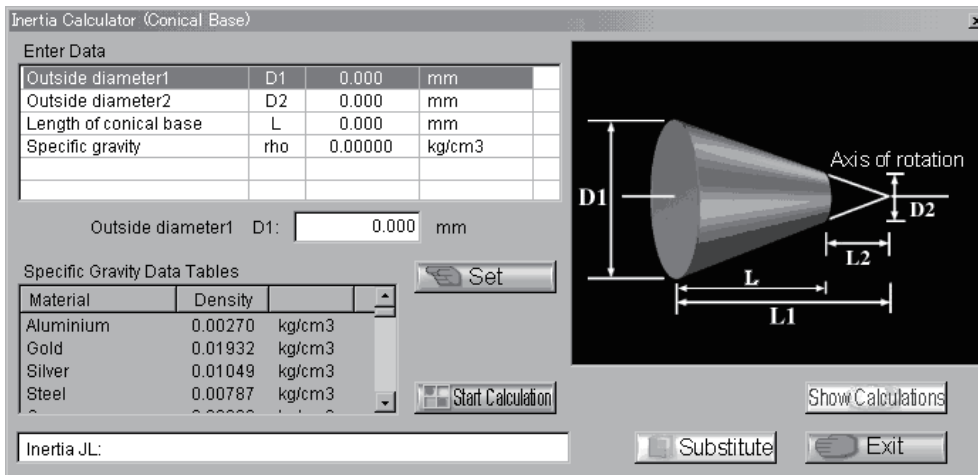 Inertia Calculator (Conical Base)
Enter Data
Outside diameter1 D1 0.000 mm
Outside diameter2 D2 0.000 mm
Length of conical base L 0.000 mm
Specific gravity rho 0.00000 kg/cm3
Outside diameter1 D1: 0.000 mm
Set
Specific Gravity Data Tables
Material Density
Aluminium 0.00270 kg/cm3
Gold 0.01932 kg/cm3
Silver 0.01049 kg/cm3
Steel 0.00787 kg/cm3
Start Calculation
Inertia JL:
Axis of rotation
D1
D2
L2
L
L1
Show Calculations
Substitute
Exit